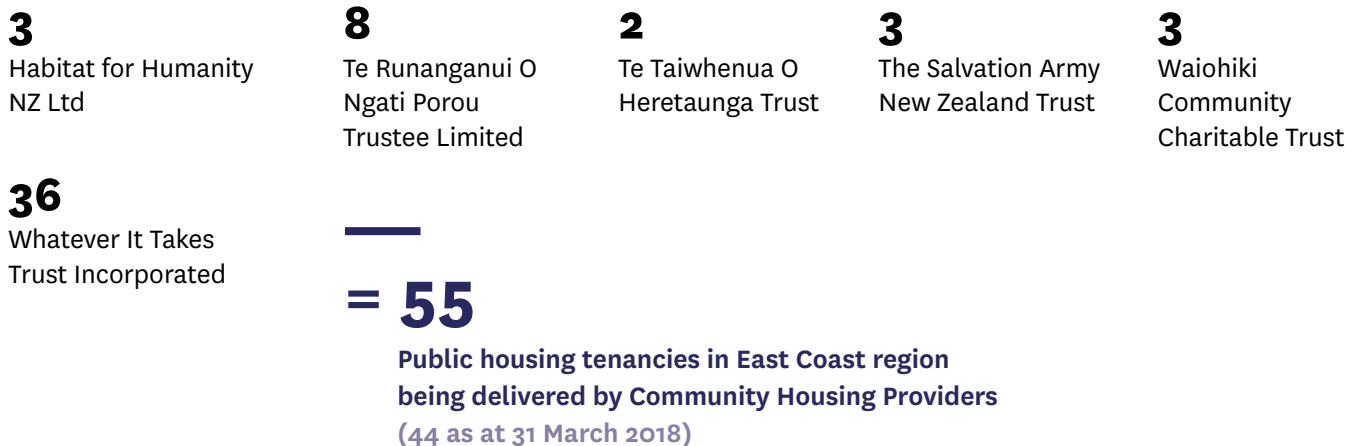 3
Habitat for Humanity
NZ Ltd
8
Te Runanganui O
Ngati Porou
Trustee Limited
2
Te Taiwhenua O
Heretaunga Trust
3
The Salvation Army
New Zealand Trust
3
Waiohiki
Community
Charitable Trust
36
Whatever It Takes
Trust Incorporated
= 55
Public housing tenancies in East Coast region
being delivered by Community Housing Providers
(44 as at 31 March 2018)